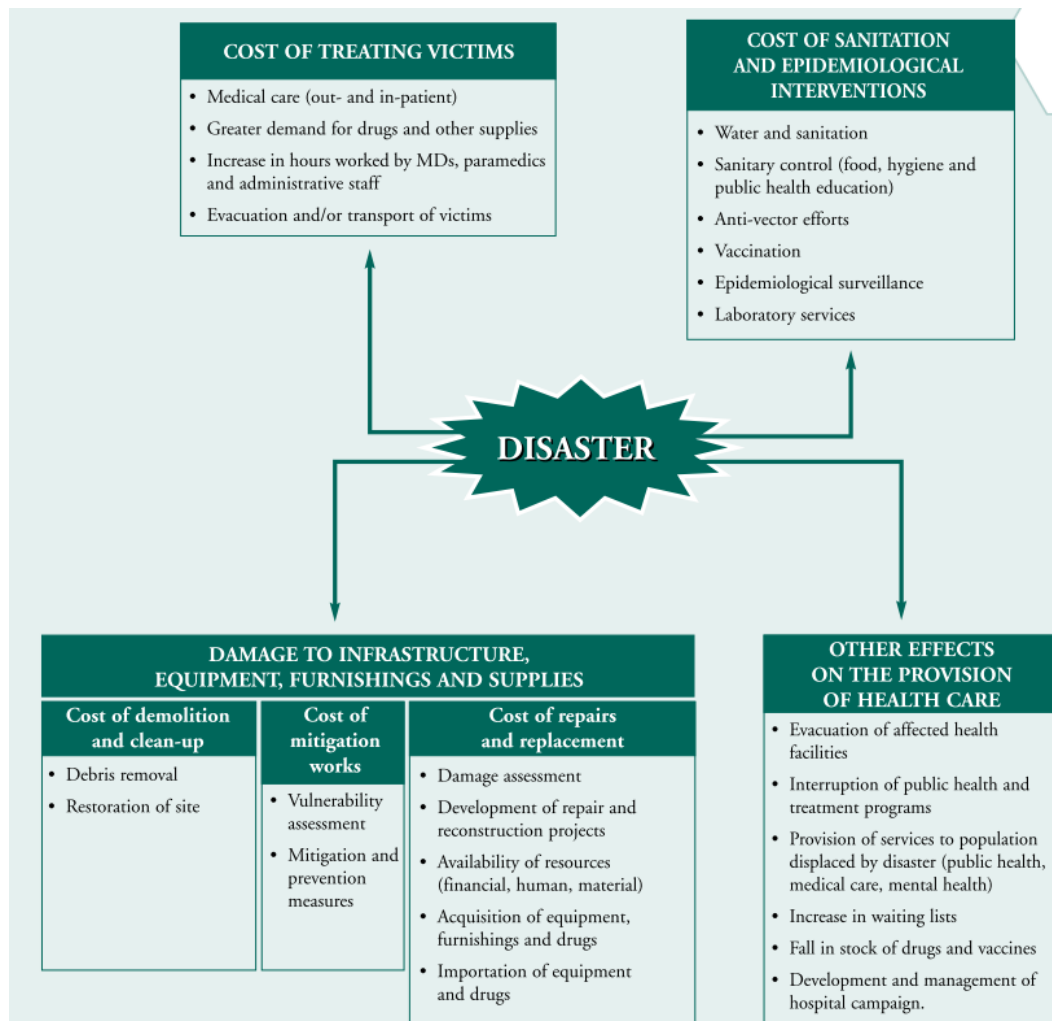 COST OF TREATING VICTIMS
• Medical care (out- and in-patient)
• Greater demand for drugs and other supplies
• Increase in hours worked by MDs, paramedics
and administrative staff
• Evacuation and/or transport of victims
COST OF SANITATION
AND EPIDEMIOLOGICAL
INTERVENTIONS
• Water and sanitation
• Sanitary control (food, hygiene and
public health education)
• Anti-vector efforts
• Vaccination
• Epidemiological surveillance
• Laboratory services
DISASTER
DAMAGE TO INFRASTRUCTURE,
EQUIPMENT, FURNISHINGS AND SUPPLIES
Cost of demolition
and clean-up
• Debris removal
• Restoration of site
Cost of
mitigation
works
• Vulnerability
assessment
• Mitigation and
prevention
measures
Cost of repairs
and replacement
• Damage assessment
• Development of repair and
reconstruction projects
• Availability of resources
(financial, human, material)
• Acquisition of equipment,
furnishings and drugs
• Importation of equipment
and drugs
OTHER EFFECTS
ON THE PROVISION
OF HEALTH CARE
• Evacuation of affected health
facilities
• Interruption of public health and
treatment programs
• Provision of services to population
displaced by disaster (public health,
medical care, mental health)
• Increase in waiting lists
• Fall in stock of drugs and vaccines
• Development and management of
hospital campaign.